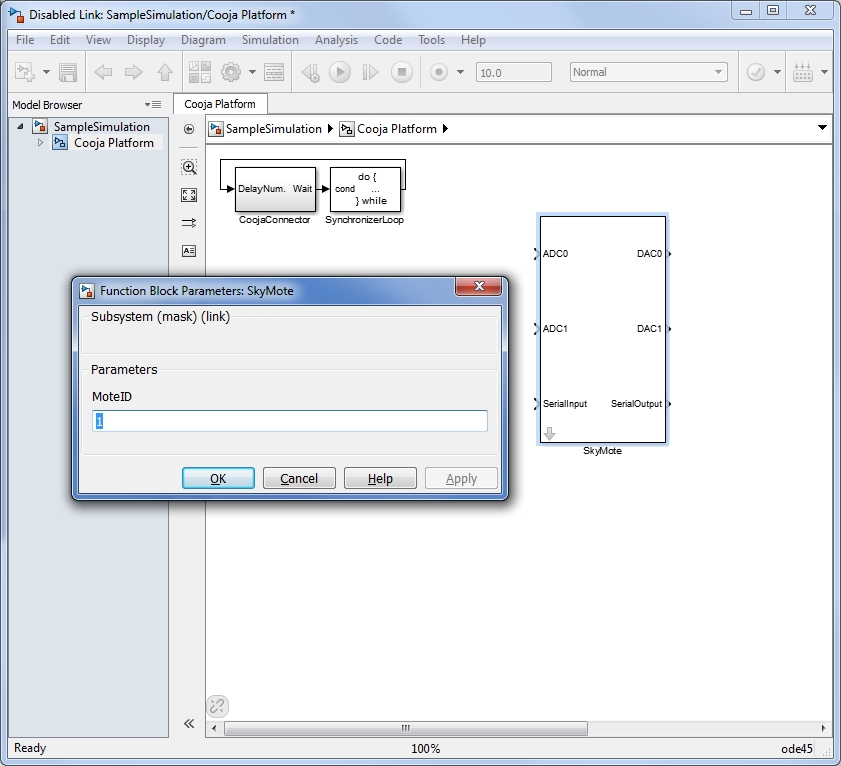 Disabled Link: SampleSimulation/Cooja Platform *
File Edit View Display Diagram Simulation Analysis Code Tools Help
10.0 Normal
Model Browser
Cooja Platform
SampleSimulation
Cooja Platform
SampleSimulation Cooja Platform
DelayNum. Wait
CoojaConnector
do {
cond ...
} while
SynchronizerLoop
ADC0 DAC0
ADC1 DAC1
SerialInput SerialOutput
SkyMote
Function Block Parameters: SkyMote
Subsystem (mask) (link)
Parameters
MoteID
1
OK Cancel Help Apply
Ready 100% ode45